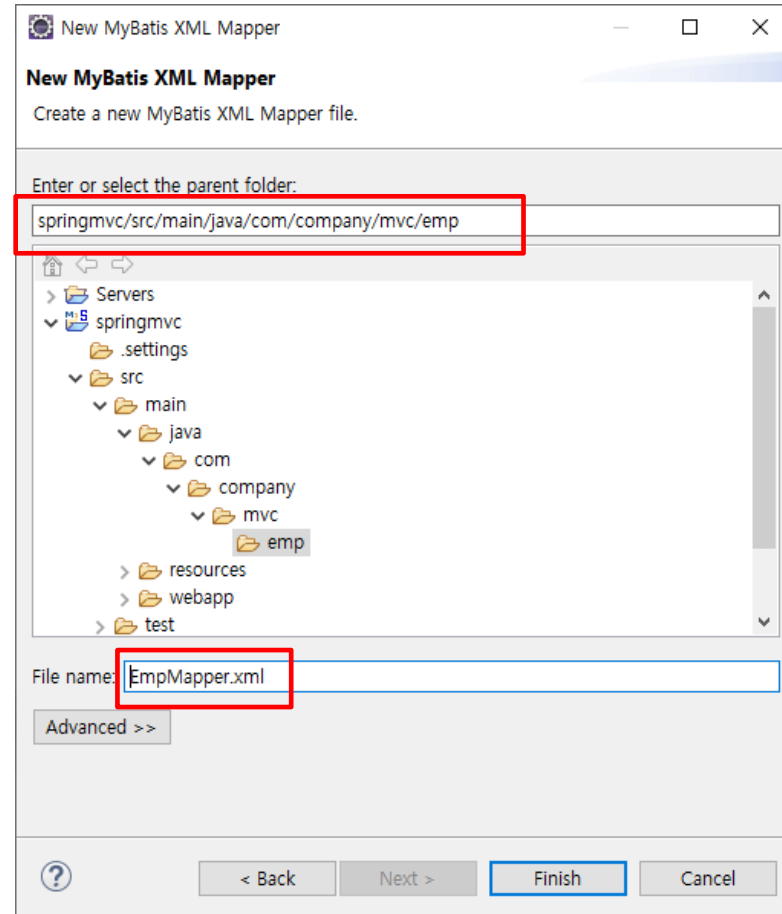 New MyBatis XML Mapper
New MyBatis XML Mapper
Create a new MyBatis XML Mapper file.
Enter or select the parent folder:
springmvc/src/main/java/com/company/mvc/emp
Servers
springmvc
.settings
src
main
java
com
company
mvc
emp
resources
webapp
test
File name: EmpMapper.xml
Advanced >>
< Back Next > Finish Cancel